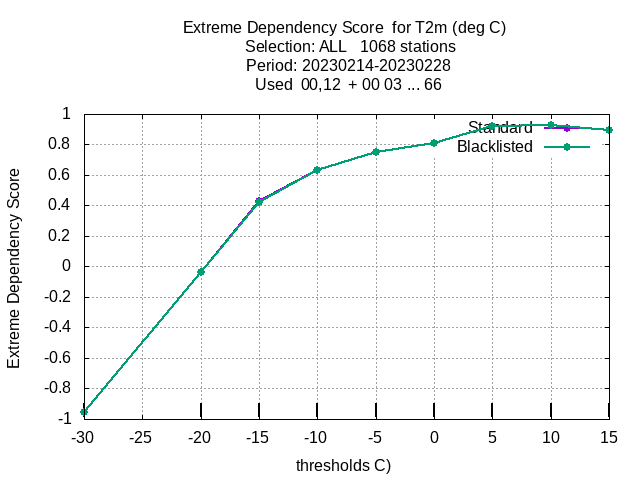 Extreme Dependency Score  for T2m (deg C)
Selection: ALL   1068 stations
Period: 20230214-20230228
Used  00,12  + 00 03 ... 66
Standard
Blacklisted
Extreme Dependency Score
1
0.8
0.6
0.4
0.2
0
-0.2
-0.4
-0.6
-0.8
-1
-30 -25 -20 -15 -10 -5 0 5 10 15
thresholds C)